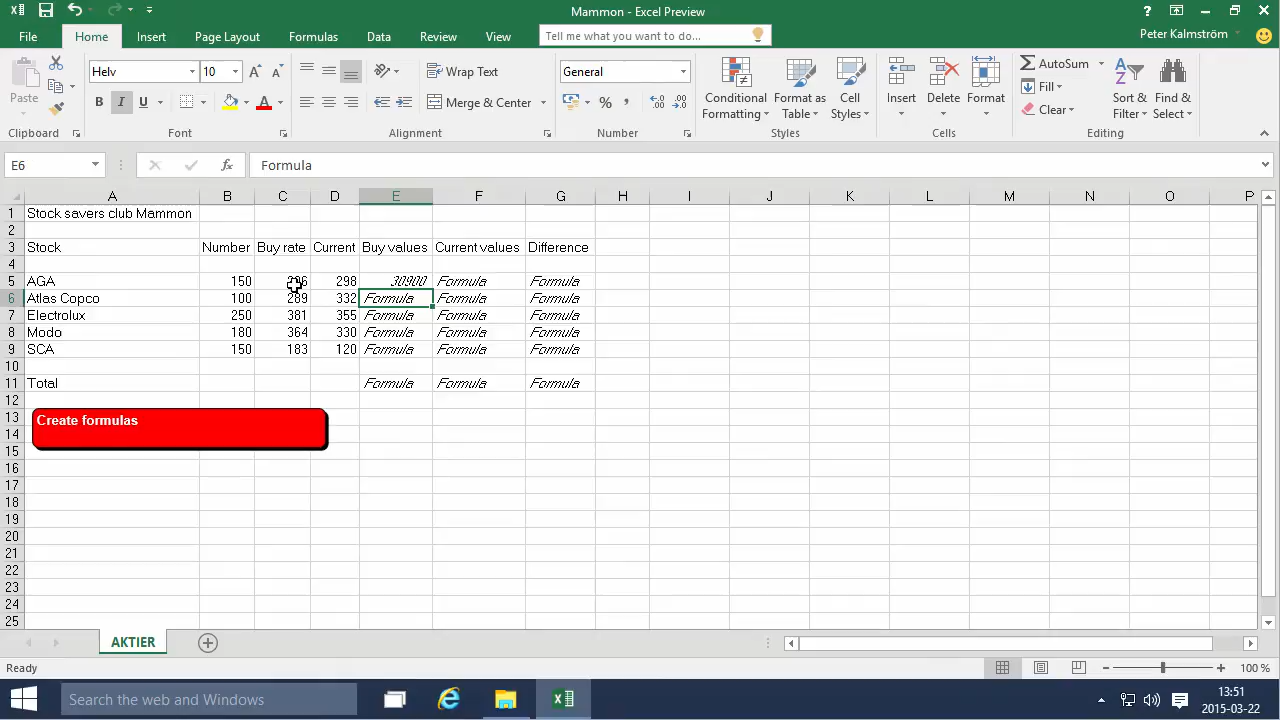 Mammon - Excel Preview
File Home Insert Page Layout Formulas Data Review View Tell me what you want to do... Peter Kalmström
Paste
Helv 10
B I U
Clipboard Font
Wrap Text
Merge & Center
Alignment
General
Number
Conditional Formatting
Format as Table
Cell Styles
Styles
Insert Delete Format
Cells
AutoSum
Fill
Clear
Sort & Filter
Find & Select
Editing
E6 fx Formula
A B C D E F G H I J K L M N O P
1 Stock savers club Mammon
2
3 Stock Number Buy rate Current Buy values Current values Difference
4
5 AGA 150 298 30900 Formula Formula
6 Atlas Copco 100 289 332 Formula Formula Formula
7 Electrolux 250 381 355 Formula Formula Formula
8 Modo 180 364 330 Formula Formula Formula
9 SCA 150 183 120 Formula Formula Formula
10
11 Total Formula Formula Formula
12
13 Create formulas
14
15
16
17
18
19
20
21
22
23
24
25
AKTIER
Ready 100 %
Search the web and Windows
13:51
2015-03-22